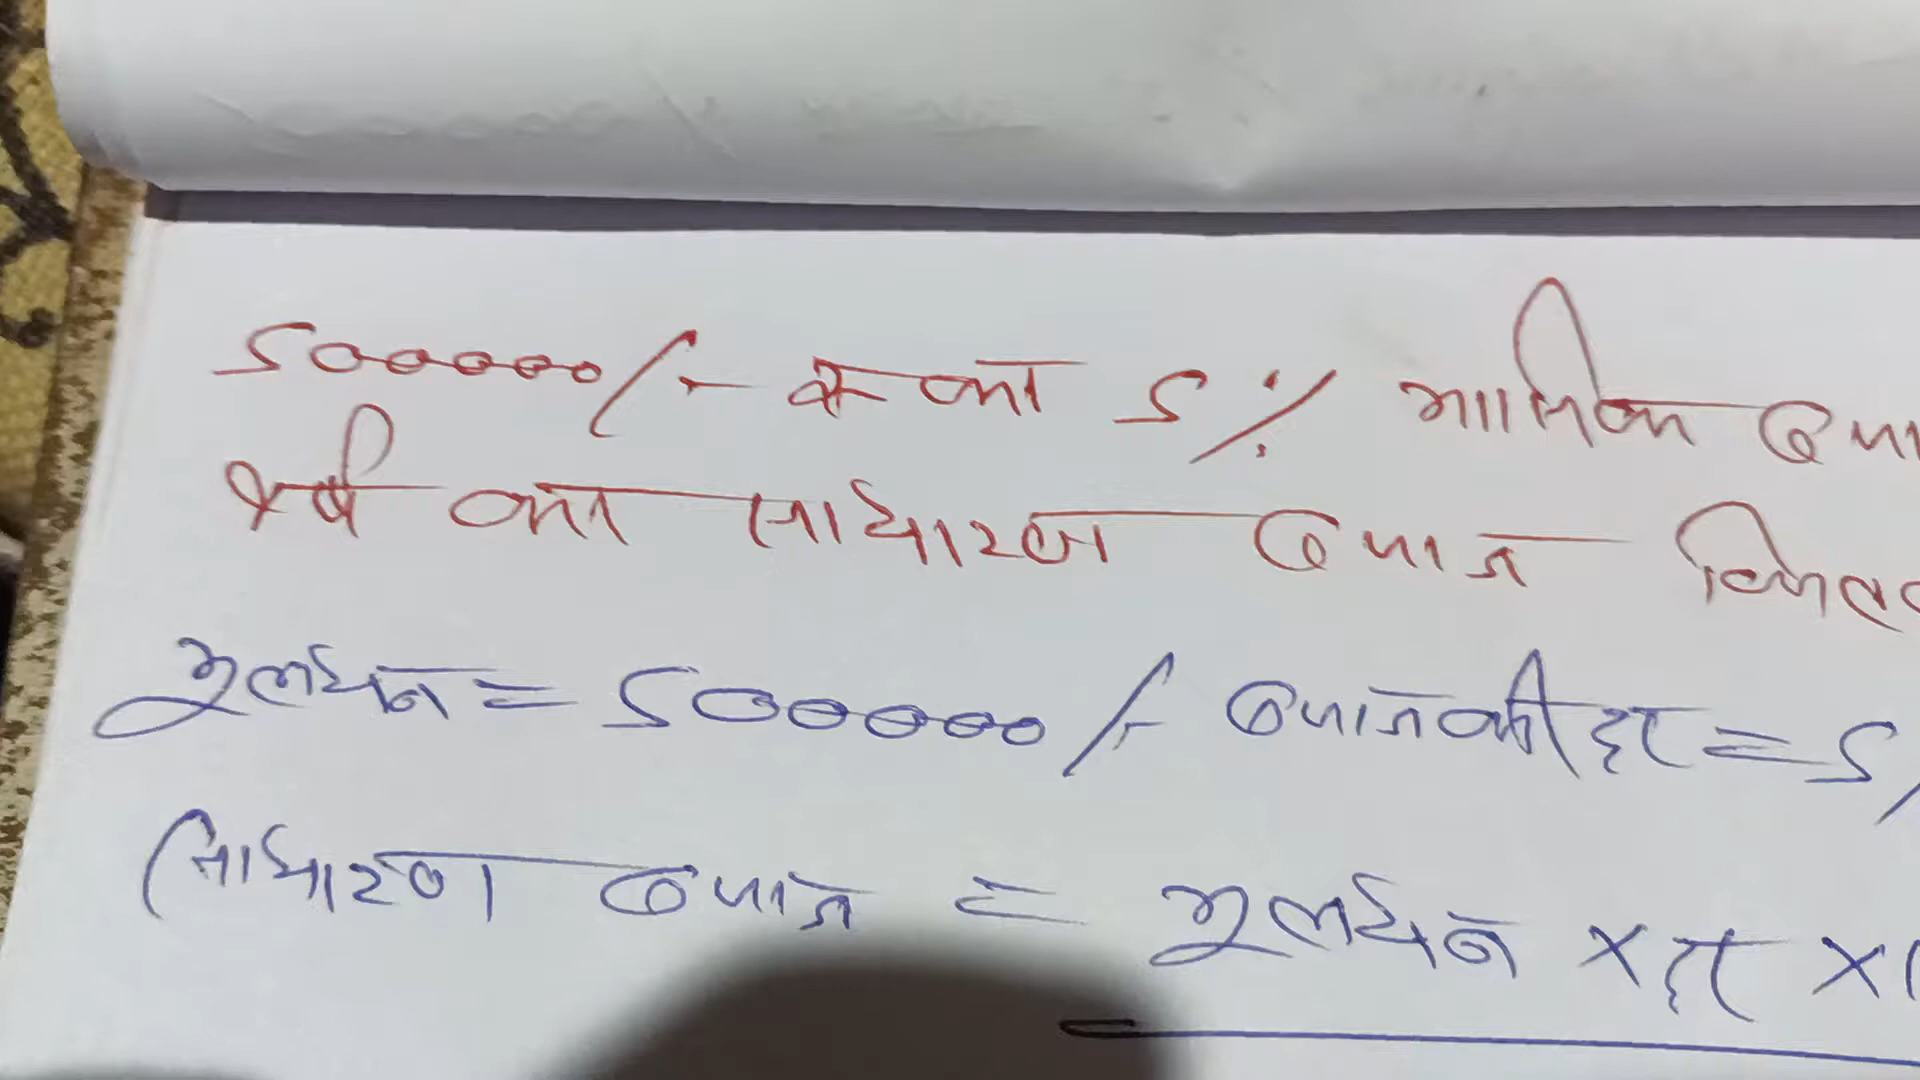 500000/- रू का 5% मासिक ब्या
वर्ष का साधारण ब्याज कित
मूलधन = 500000/- ब्याज की दर = 5
साधारण ब्याज = मूलधन × दर ×